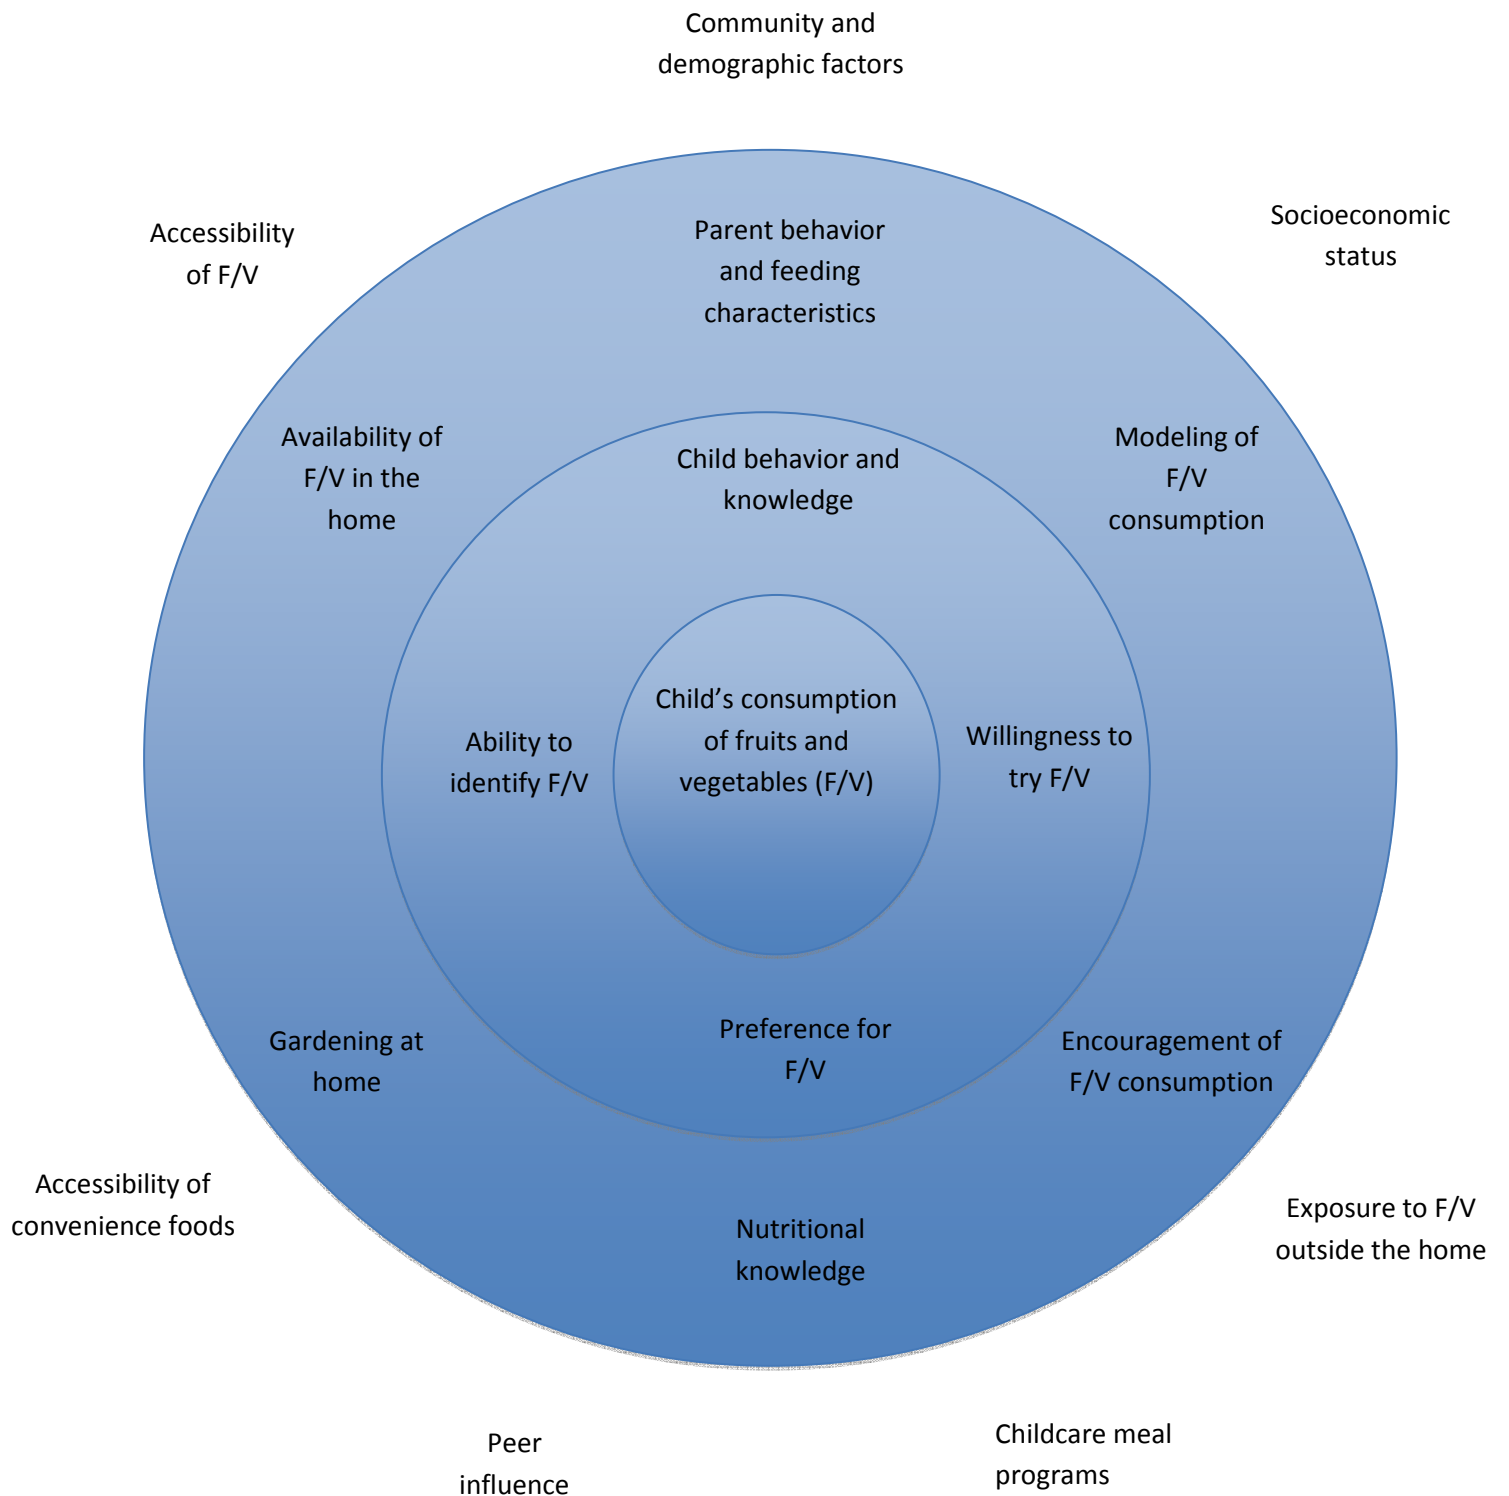 Community and
demographic factors
Accessibility
of F/V
Socioeconomic
status
Parent behavior
and feeding
characteristics
Availability of
F/V in the
home
Modeling of
F/V
consumption
Child behavior and
knowledge
Child’s consumption
of fruits and
vegetables (F/V)
Ability to
identify F/V
Willingness to
try F/V
Preference for
F/V
Gardening at
home
Encouragement of
F/V consumption
Nutritional
knowledge
Accessibility of
convenience foods
Exposure to F/V
outside the home
Peer
influence
Childcare meal
programs